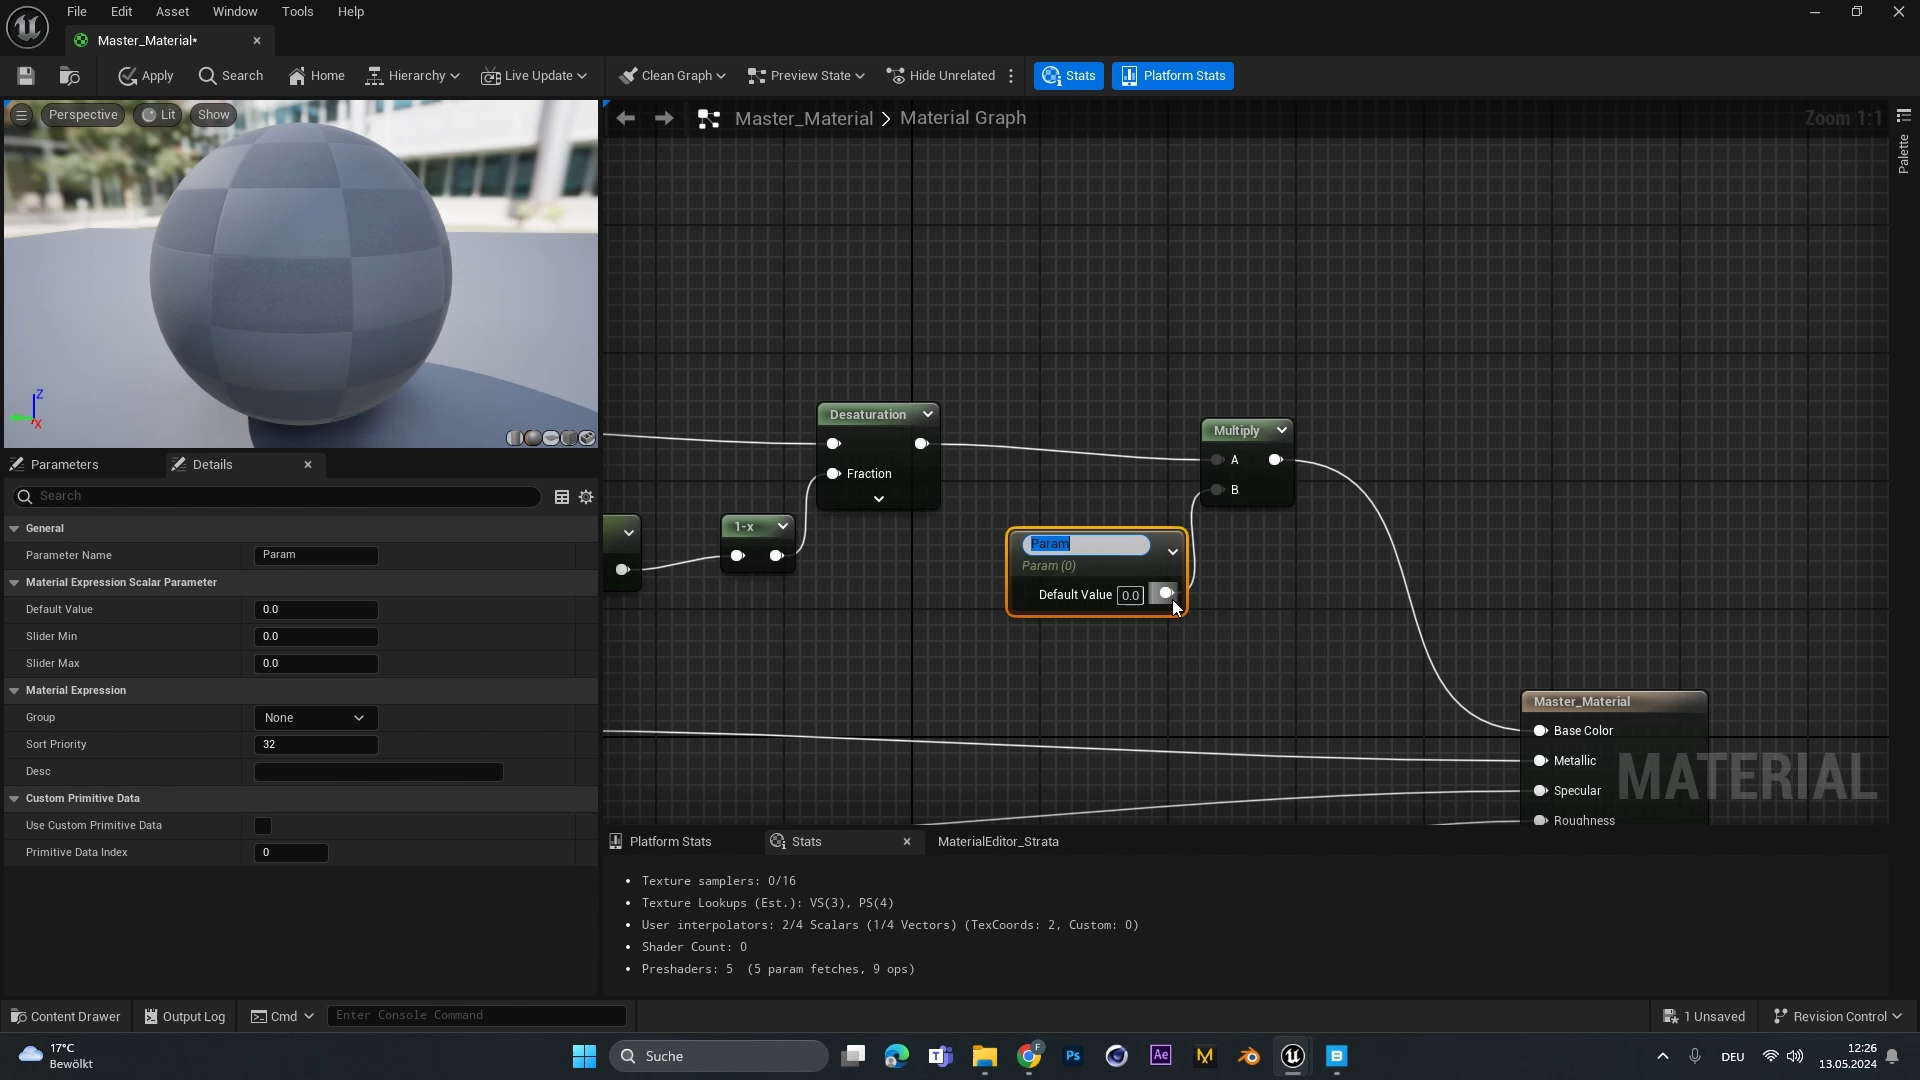 File Edit Asset Window Tools Help
Master_Material*
Apply Search Home Hierarchy Live Update Clean Graph Preview State Hide Unrelated Stats Platform Stats
Perspective Lit Show
Master_Material > Material Graph
Zoom 1:1
Palette
Z
X
Desaturation
Fraction
1-x
Multiply
A
B
Param
Param (0)
Default Value 0.0
Master_Material
Base Color
Metallic
Specular
Roughness
MATERIAL
Parameters Details
Search
General
Parameter Name Param
Material Expression Scalar Parameter
Default Value 0.0
Slider Min 0.0
Slider Max 0.0
Material Expression
Group None
Sort Priority 32
Desc
Custom Primitive Data
Use Custom Primitive Data
Primitive Data Index 0
Platform Stats Stats MaterialEditor_Strata
• Texture samplers: 0/16
• Texture Lookups (Est.): VS(3), PS(4)
• User interpolators: 2/4 Scalars (1/4 Vectors) (TexCoords: 2, Custom: 0)
• Shader Count: 0
• Preshaders: 5 (5 param fetches, 9 ops)
Content Drawer Output Log Cmd Enter Console Command 1 Unsaved Revision Control
17°C
Bewölkt
Suche
F
Ps
Ae
M
B
DEU
12:26
13.05.2024